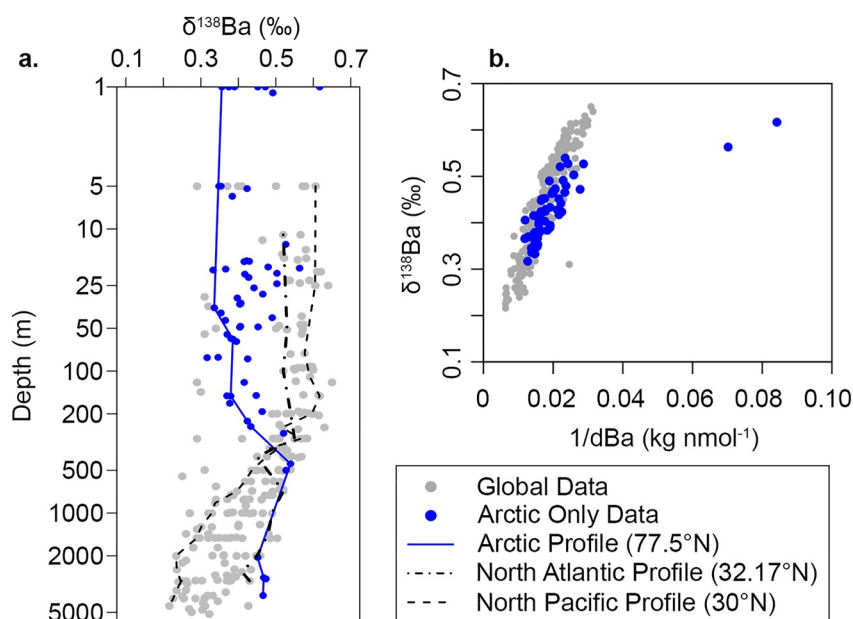 δ¹³⁸Ba (‰)
a.
0.1 0.3 0.5 0.7
1
5
10
25
50
100
200
500
1000
2000
5000
Depth (m)
b.
0.7
0.5
0.3
0.1
δ¹³⁸Ba (‰)
0 0.02 0.04 0.06 0.08 0.10
1/dBa (kg nmol⁻¹)
Global Data
Arctic Only Data
Arctic Profile (77.5°N)
North Atlantic Profile (32.17°N)
North Pacific Profile (30°N)